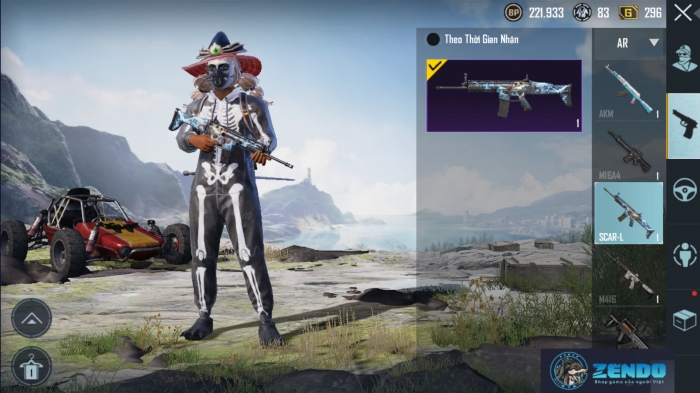 BP 221.933 83 G 296
Theo Thời Gian Nhận
AR
1
AKM
1
M16A4
SCAR-L 1
M416 1
1
ZENDO
Shop game của người Việt